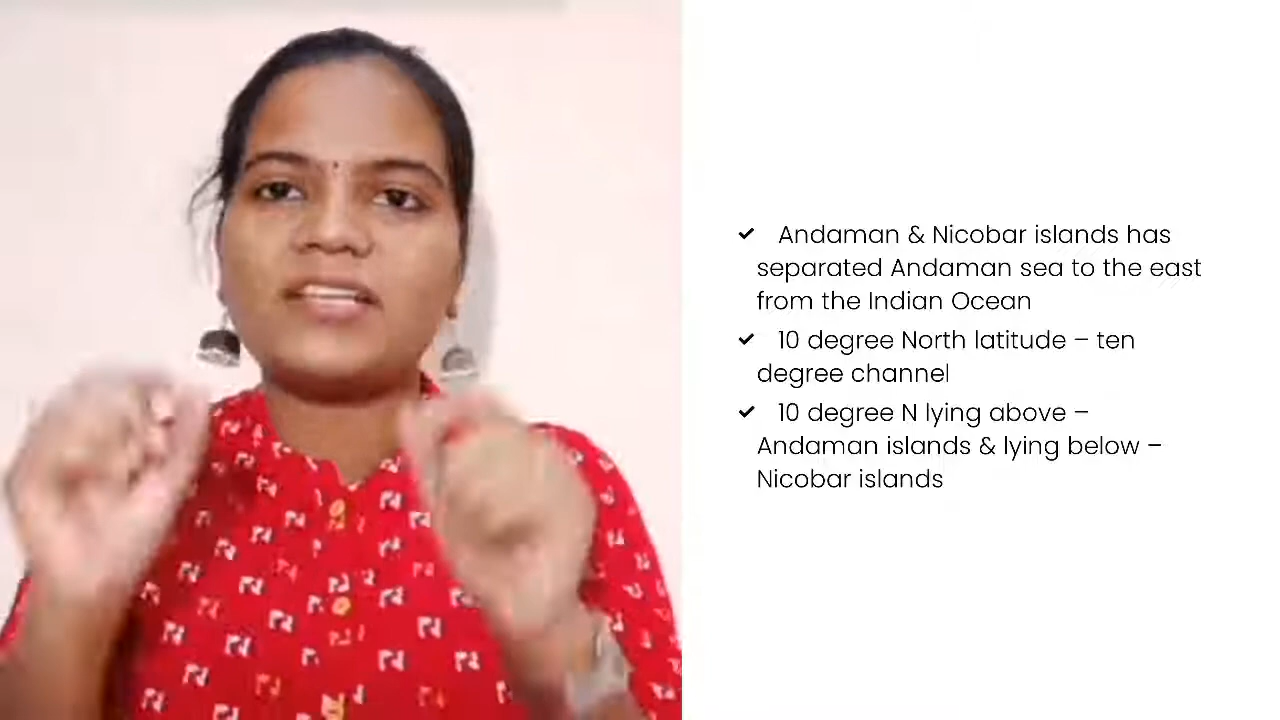 ✔ Andaman & Nicobar islands has
separated Andaman sea to the east
from the Indian Ocean
✔ 10 degree North latitude – ten
degree channel
✔ 10 degree N lying above –
Andaman islands & lying below –
Nicobar islands